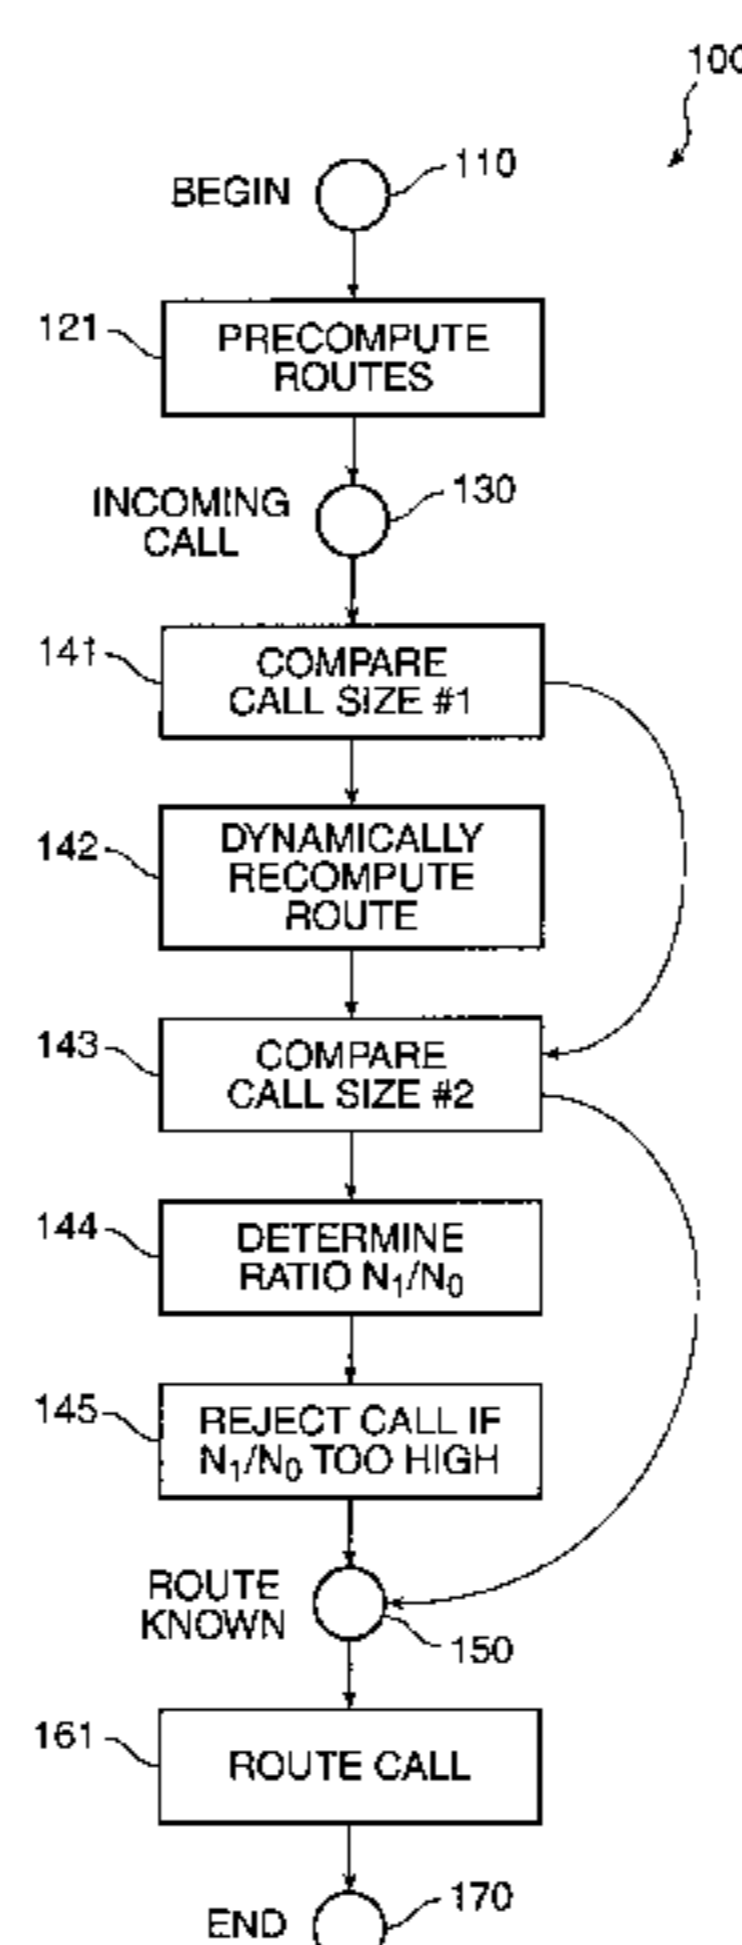 100
BEGIN
110
121
PRECOMPUTE
ROUTES
INCOMING
CALL
130
141
COMPARE
CALL SIZE #1
142
DYNAMICALLY
RECOMPUTE
ROUTE
143
COMPARE
CALL SIZE #2
144
DETERMINE
RATIO N₁/N₀
145
REJECT CALL IF
N₁/N₀ TOO HIGH
ROUTE
KNOWN
150
161
ROUTE CALL
END
170